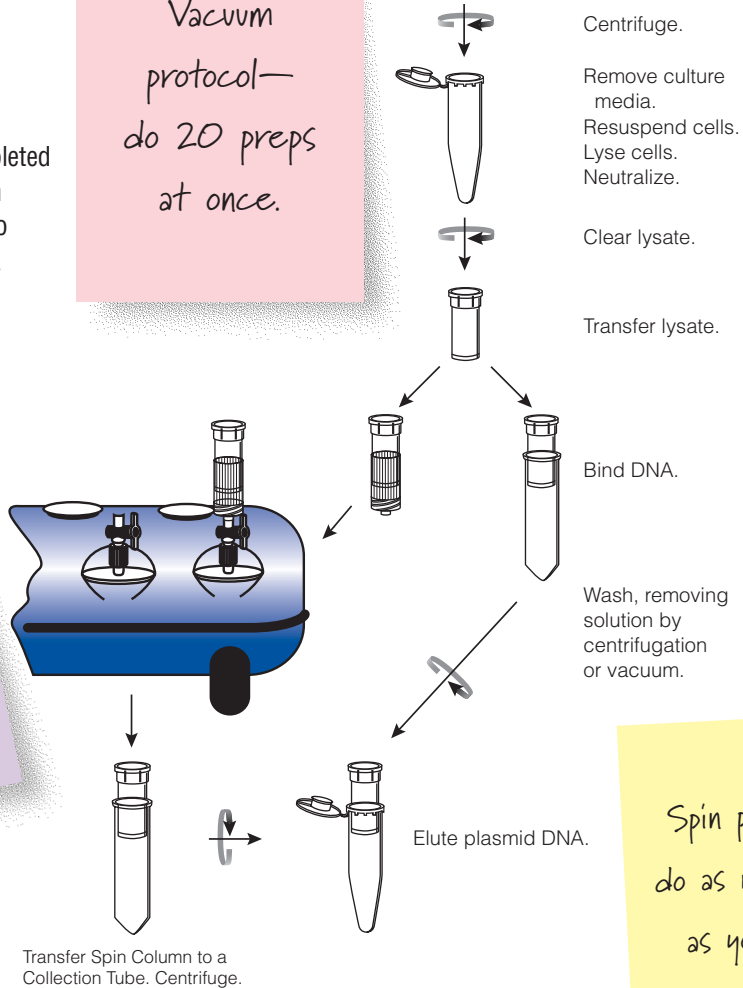 Vacuum
protocol—
do 20 preps
at once.
Centrifuge.
Remove culture
media.
Resuspend cells.
Lyse cells.
Neutralize.
Clear lysate.
Transfer lysate.
Bind DNA.
Wash, removing
solution by
centrifugation
or vacuum.
Elute plasmid DNA.
Transfer Spin Column to a
Collection Tube. Centrifuge.
Spin
do as
as